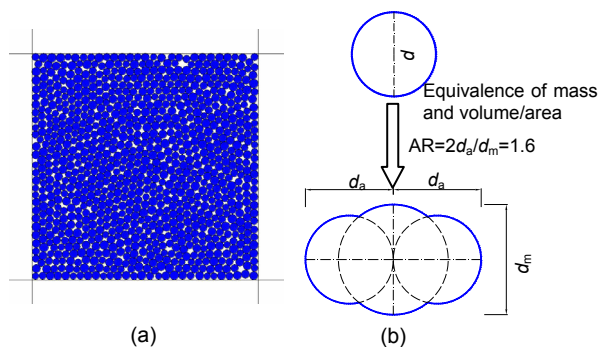 d
Equivalence of mass
and volume/area
AR=2da/dm=1.6
da
da
dm
(a)
(b)